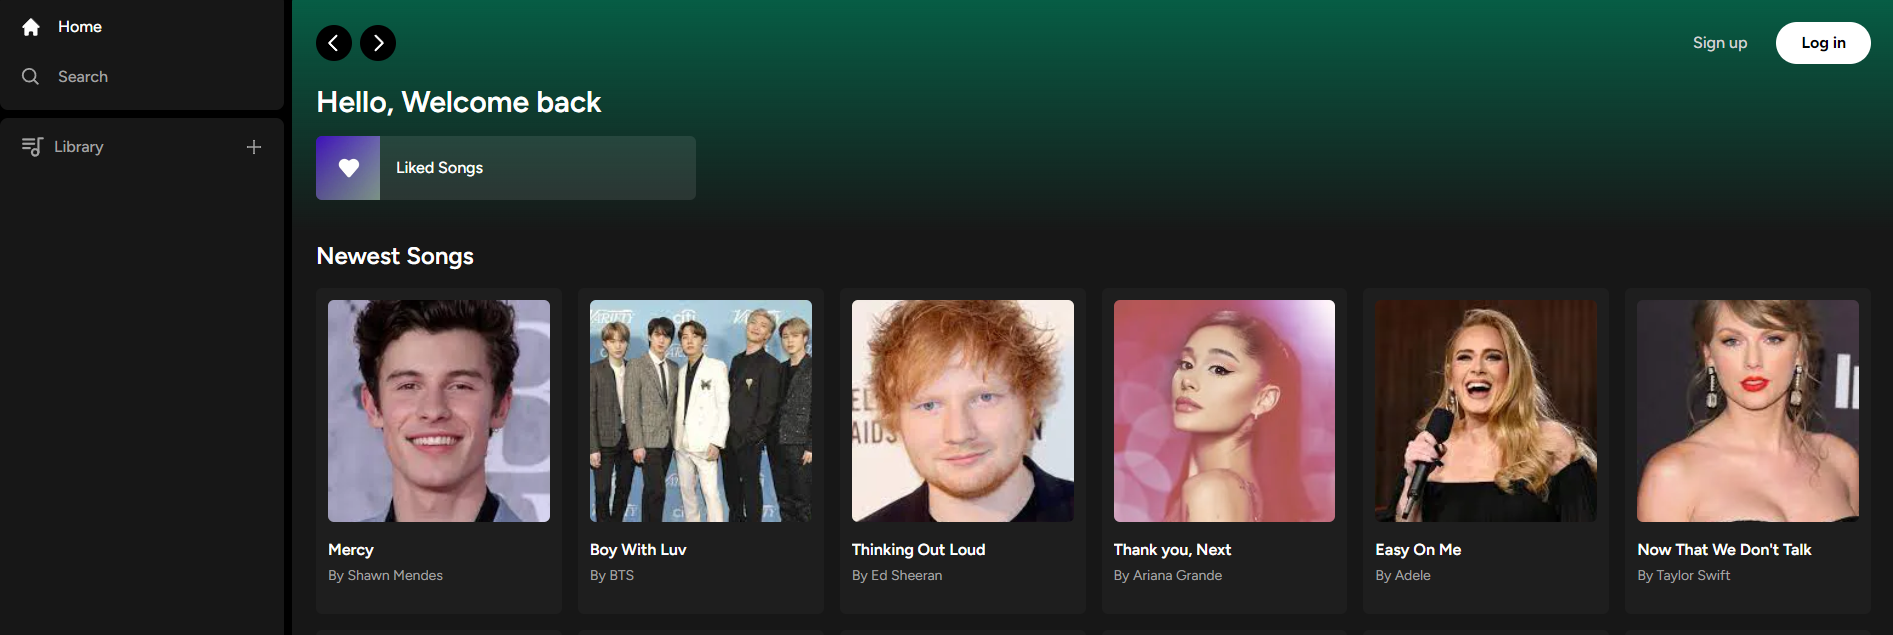 Home
Search
Library
Sign up
Log in
Hello, Welcome back
Liked Songs
Newest Songs
VARIETY
citi
Mercy
By Shawn Mendes
Boy With Luv
By BTS
Thinking Out Loud
By Ed Sheeran
Thank you, Next
By Ariana Grande
Easy On Me
By Adele
Now That We Don't Talk
By Taylor Swift